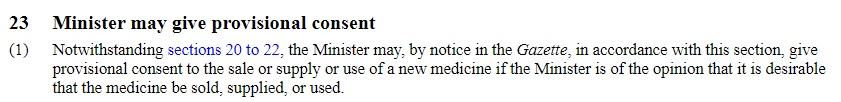 23 Minister may give provisional consent
(1) Notwithstanding sections 20 to 22, the Minister may, by notice in the Gazette, in accordance with this section, give
provisional consent to the sale or supply or use of a new medicine if the Minister is of the opinion that it is desirable
that the medicine be sold, supplied, or used.